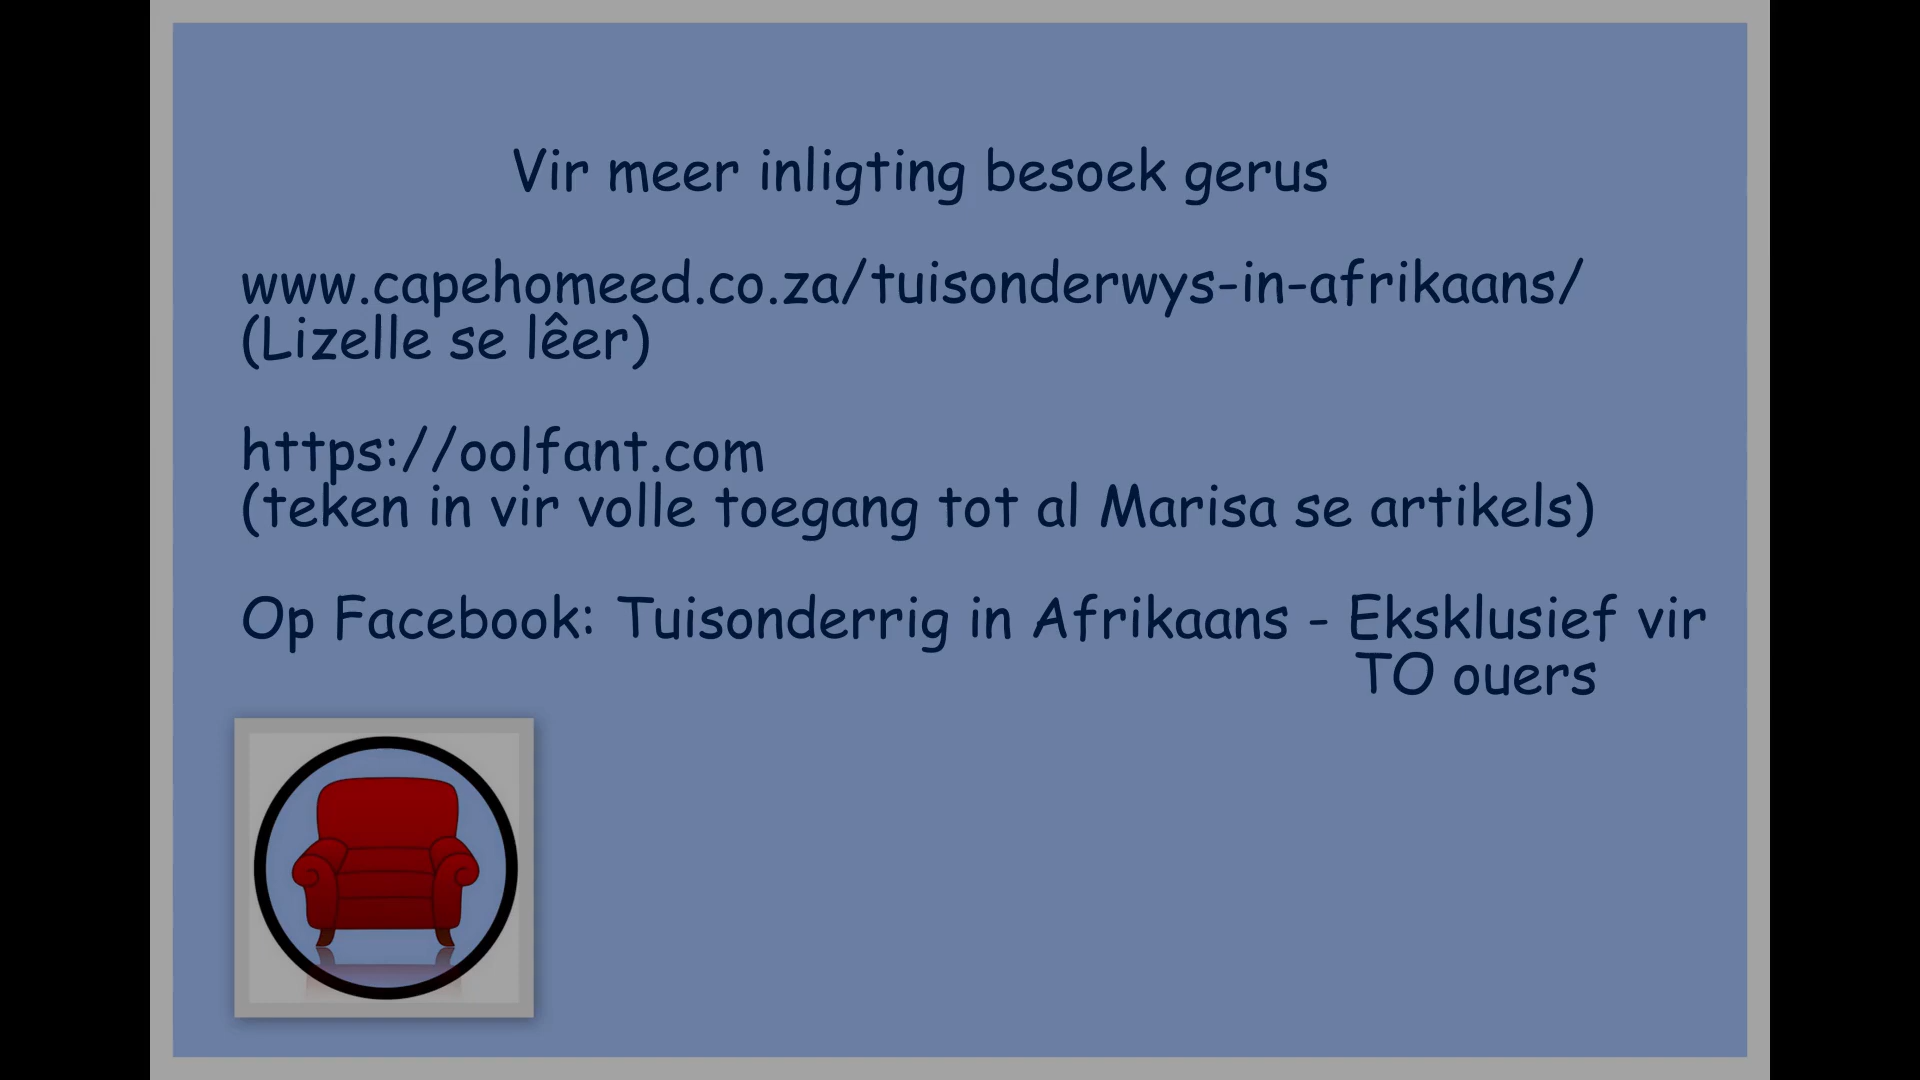 Vir meer inligting besoek gerus
www.capehomeed.co.za/tuisonderwys-in-afrikaans/
(Lizelle se lêer)
https://oolfant.com
(teken in vir volle toegang tot al Marisa se artikels)
Op Facebook: Tuisonderrig in Afrikaans - Eksklusief vir
TO ouers